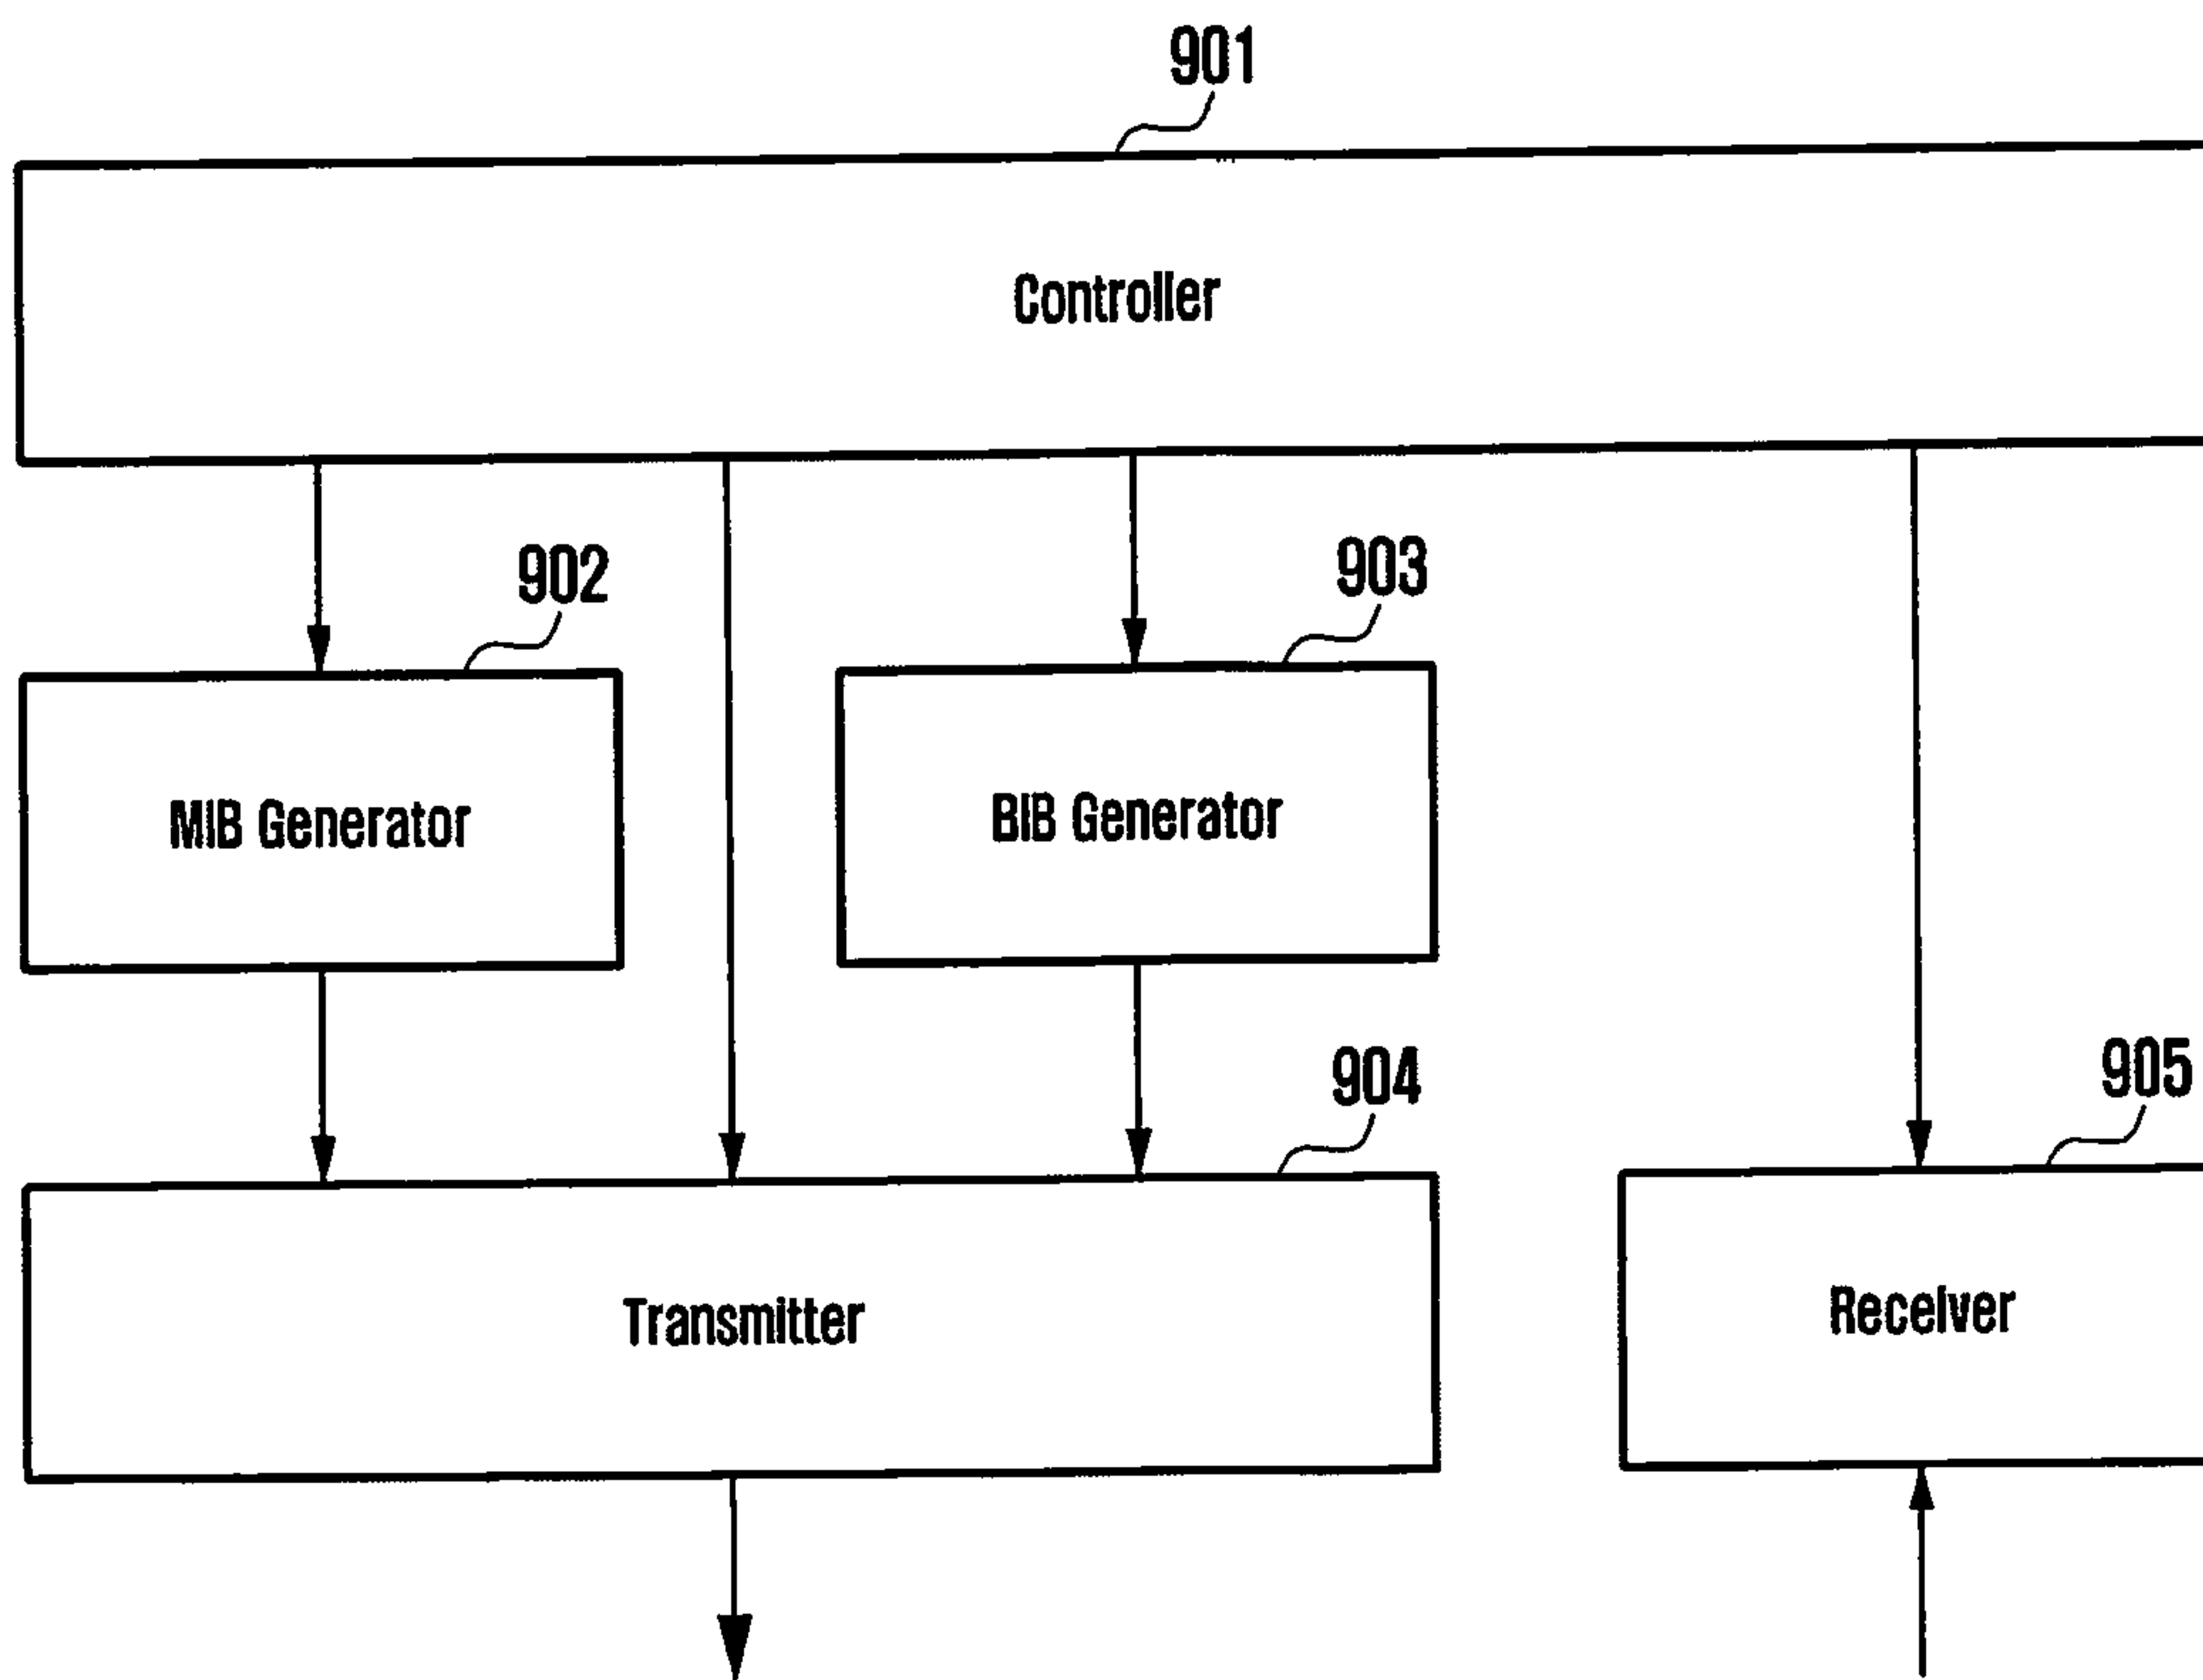 901
Controller
902
903
MIB Generator
BIB Generator
904
905
Transmitter
Receiver